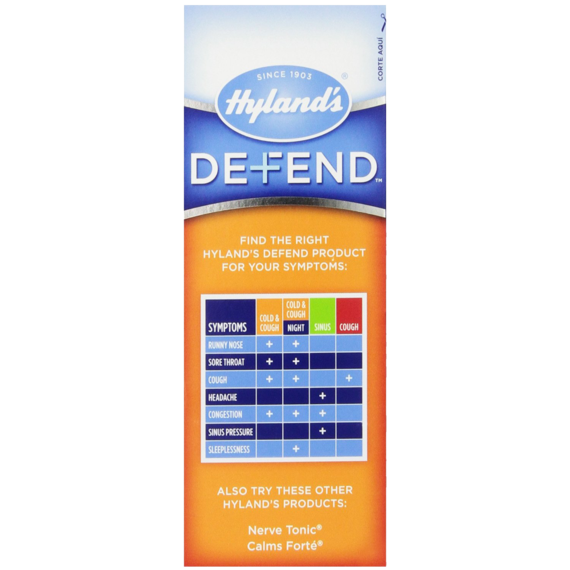 CORTE AQUÍ
SINCE 1903
Hyland's®
DEFEND™
FIND THE RIGHT
HYLAND'S DEFEND PRODUCT
FOR YOUR SYMPTOMS:
SYMPTOMS COLD & COUGH COLD & COUGH NIGHT SINUS COUGH
RUNNY NOSE + +
SORE THROAT + +
COUGH + + +
HEADACHE +
CONGESTION + + +
SINUS PRESSURE +
SLEEPLESSNESS +
ALSO TRY THESE OTHER
HYLAND'S PRODUCTS:
Nerve Tonic®
Calms Forté®